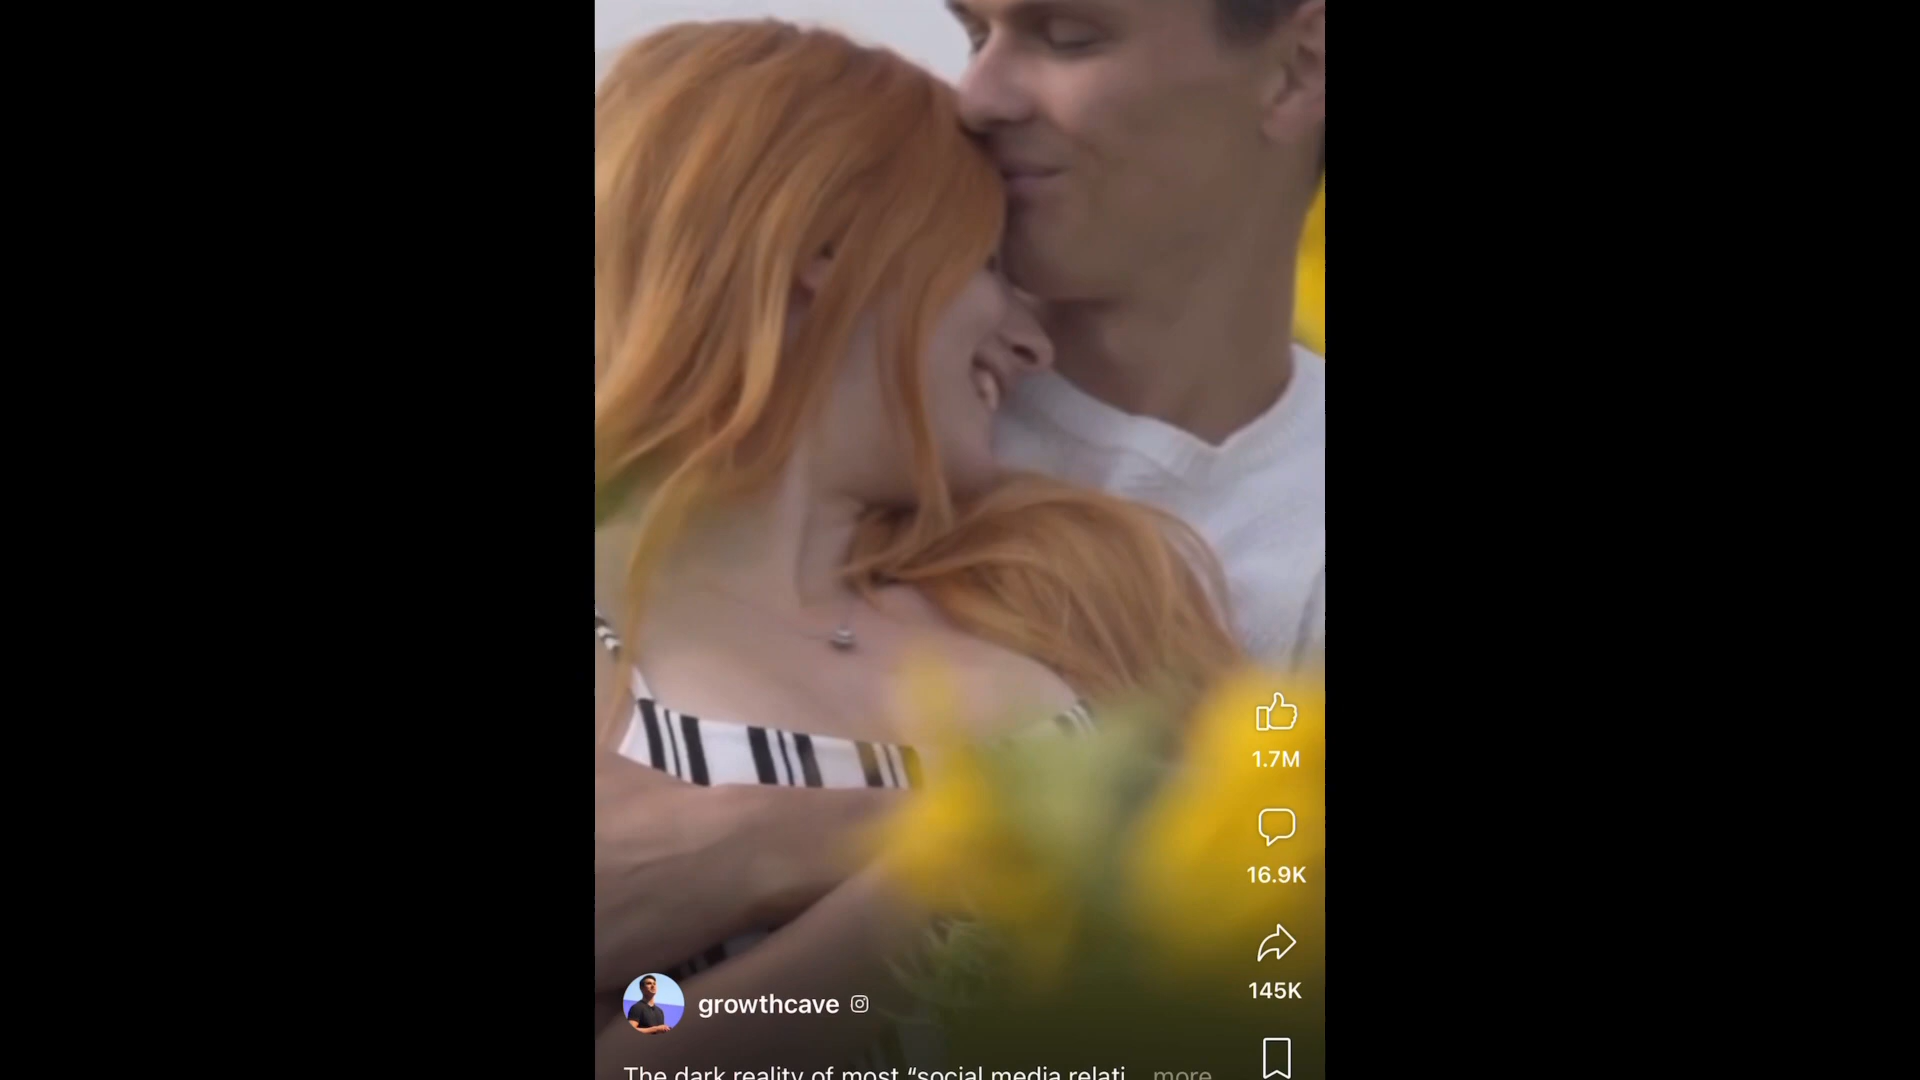 1.7M
16.9K
145K
growthcave
The dark reality of most “social media relati... more